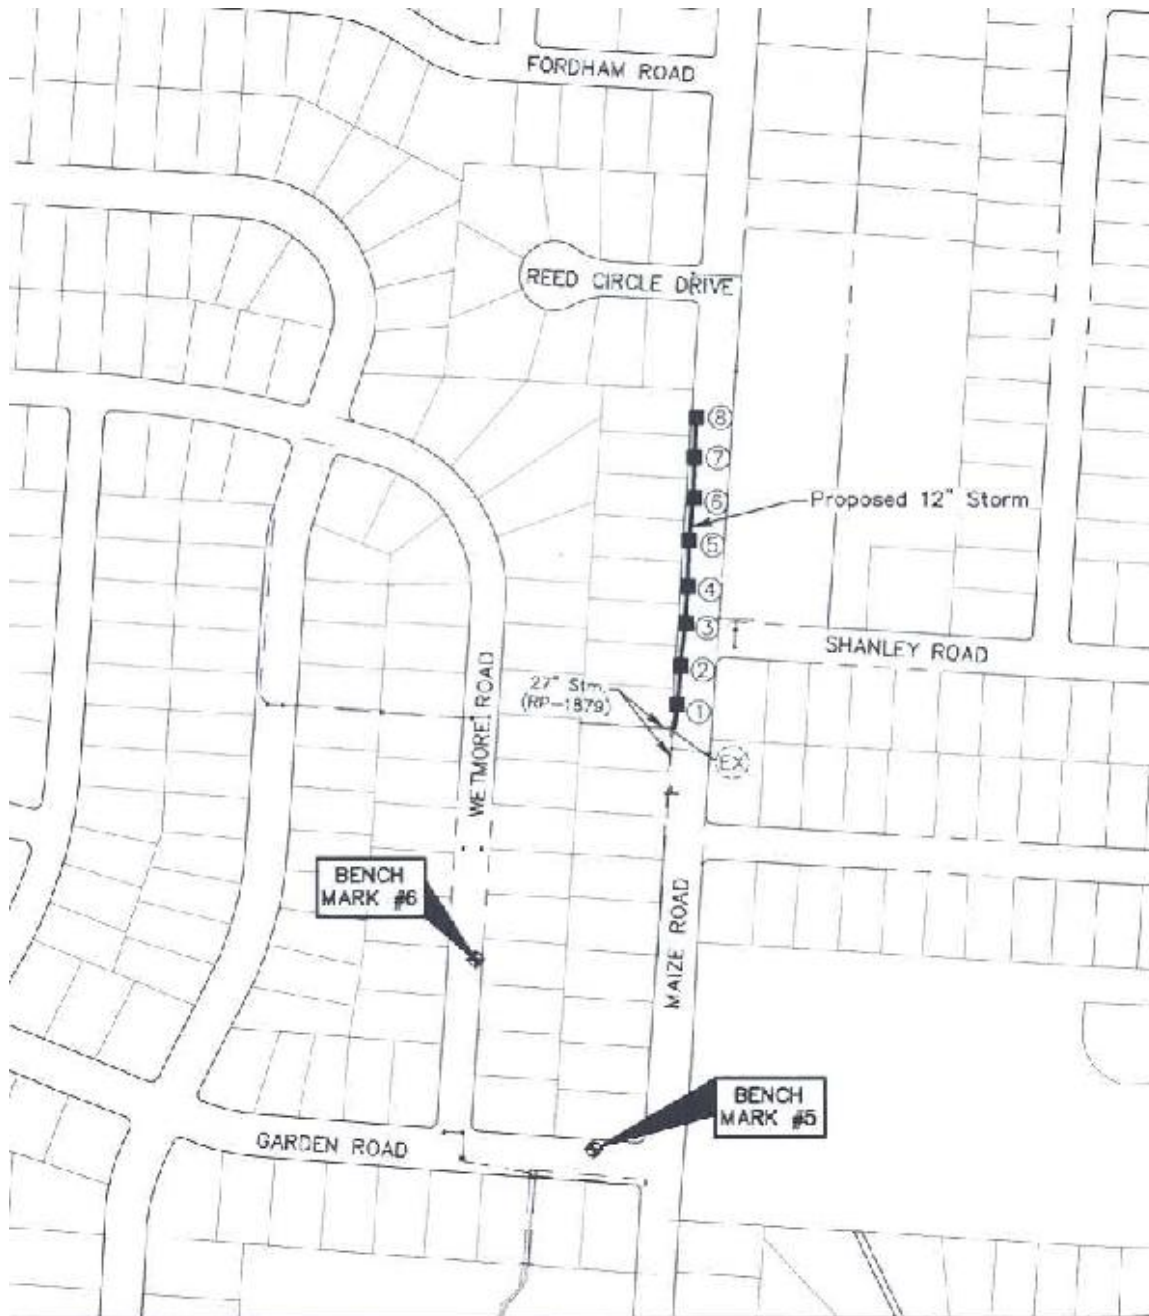 FORDHAM ROAD
REED CIRCLE DRIVE
8
7
6
Proposed 12" Storm
5
4
3
SHANLEY ROAD
2
27" Stm.
(RP-1879)
1
EX
WETMORE ROAD
BENCH
MARK #6
MAIZE ROAD
BENCH
MARK #5
GARDEN ROAD